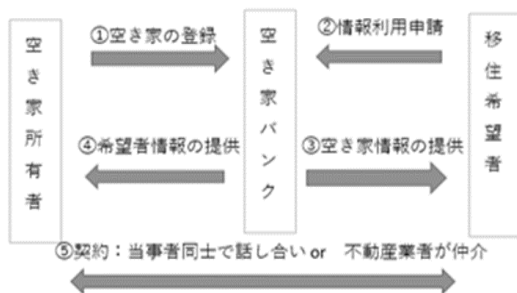 ①空き家の登録
②情報利用申請
空き家所有者
空き家バンク
移住希望者
④希望者情報の提供
③空き家情報の提供
⑤契約：当事者同士で話し合い or　不動産業者が仲介